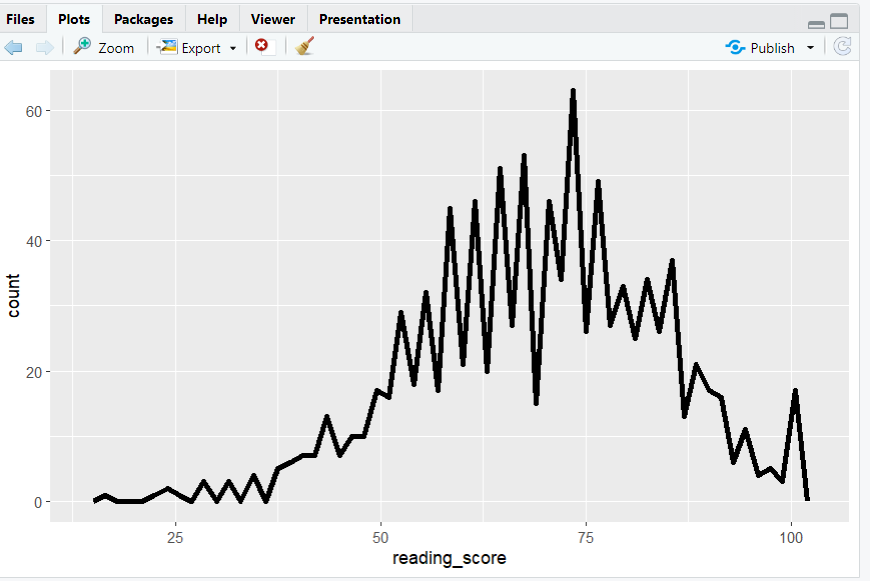 Files Plots Packages Help Viewer Presentation
Zoom Export Publish
60
40
20
0
count
25 50 75 100
reading_score